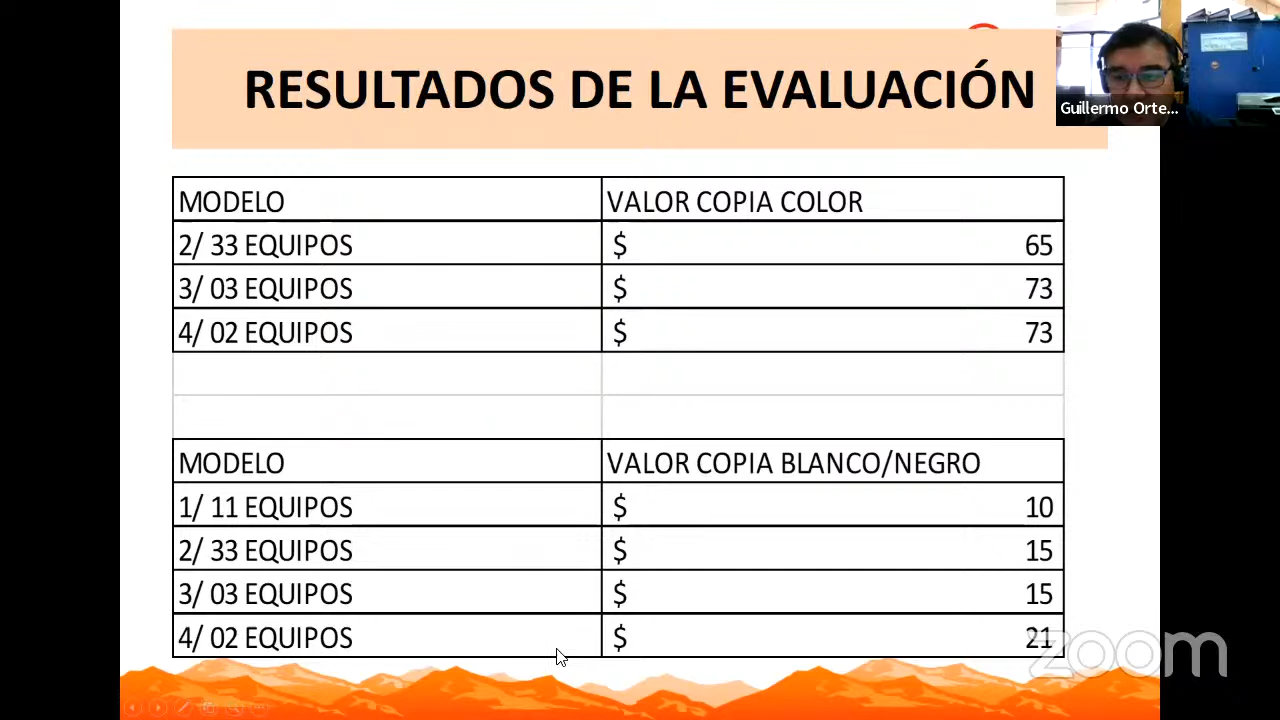 RESULTADOS DE LA EVALUACIÓN
Guillermo Orte...
MODELO VALOR COPIA COLOR
2/ 33 EQUIPOS $ 65
3/ 03 EQUIPOS $ 73
4/ 02 EQUIPOS $ 73
MODELO VALOR COPIA BLANCO/NEGRO
1/ 11 EQUIPOS $ 10
2/ 33 EQUIPOS $ 15
3/ 03 EQUIPOS $ 15
4/ 02 EQUIPOS $ 21
zoom